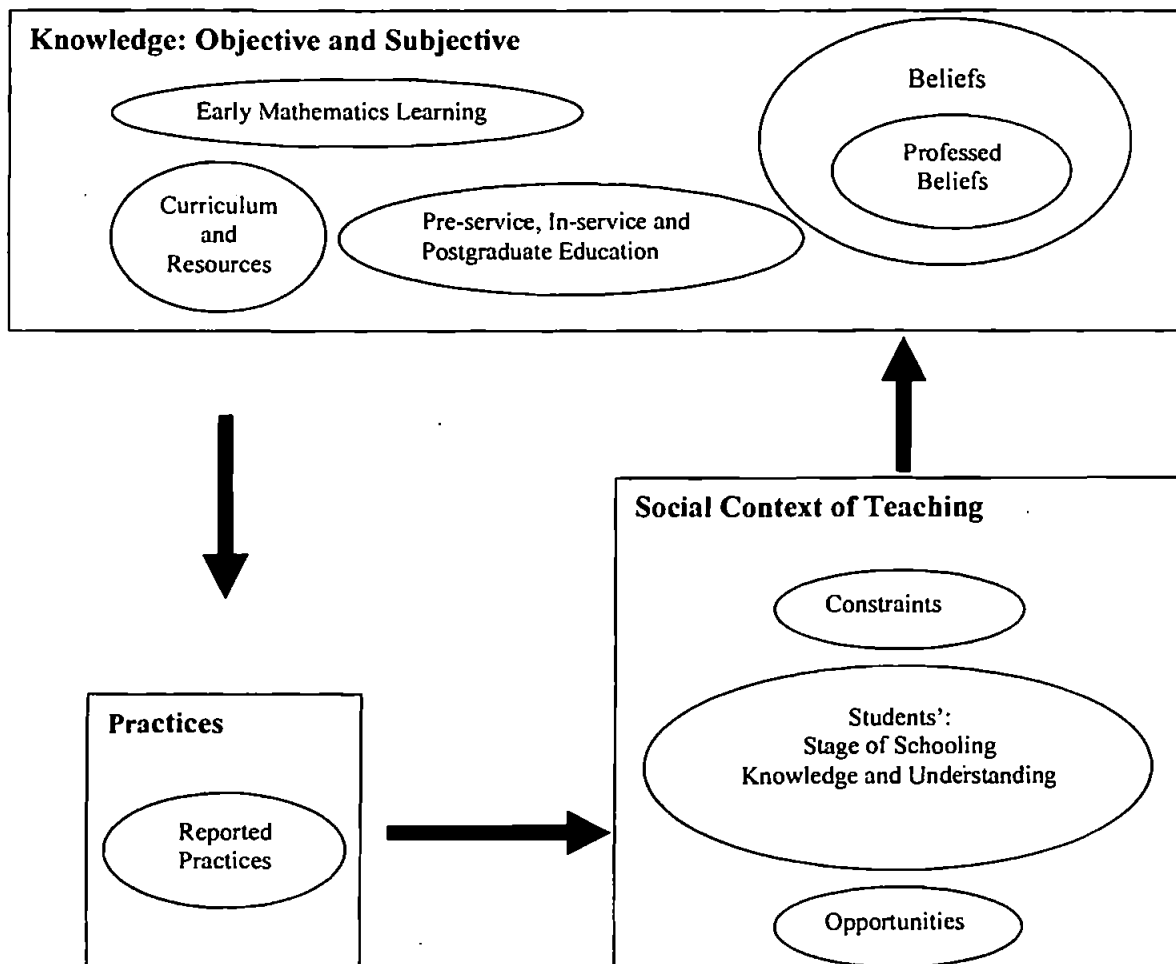 Knowledge: Objective and Subjective
Early Mathematics Learning
Curriculum
and
Resources
Pre-service, In-service and
Postgraduate Education
Beliefs
Professed
Beliefs
Social Context of Teaching
Constraints
Students':
Stage of Schooling
Knowledge and Understanding
Opportunities
Practices
Reported
Practices